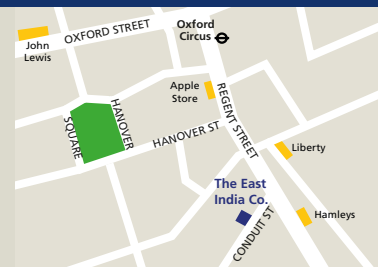 Oxford
Circus
OXFORD STREET
John
Lewis
Apple
Store
REGENT STREET
HANOVER
SQUARE
HANOVER ST
Liberty
The East
India Co.
CONDUIT ST
Hamleys